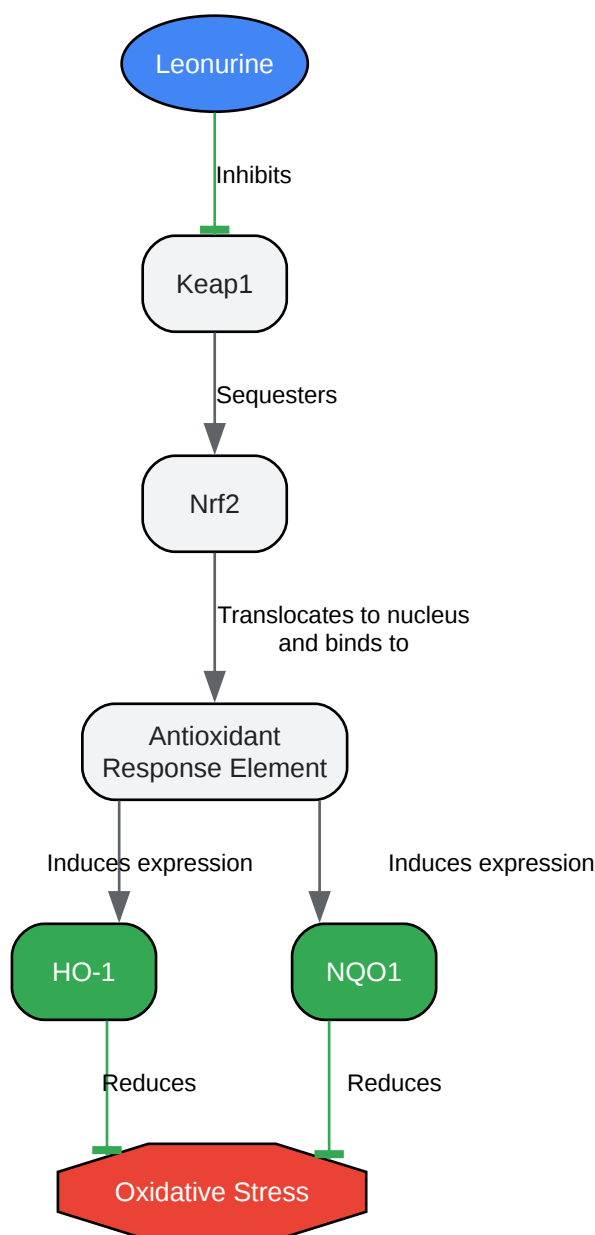 Leonurine
Inhibits
Keap1
Sequesters
Nrf2
Translocates to nucleus
and binds to
Antioxidant
Response Element
Induces expression
Induces expression
HO-1
NQO1
Reduces
Reduces
Oxidative Stress